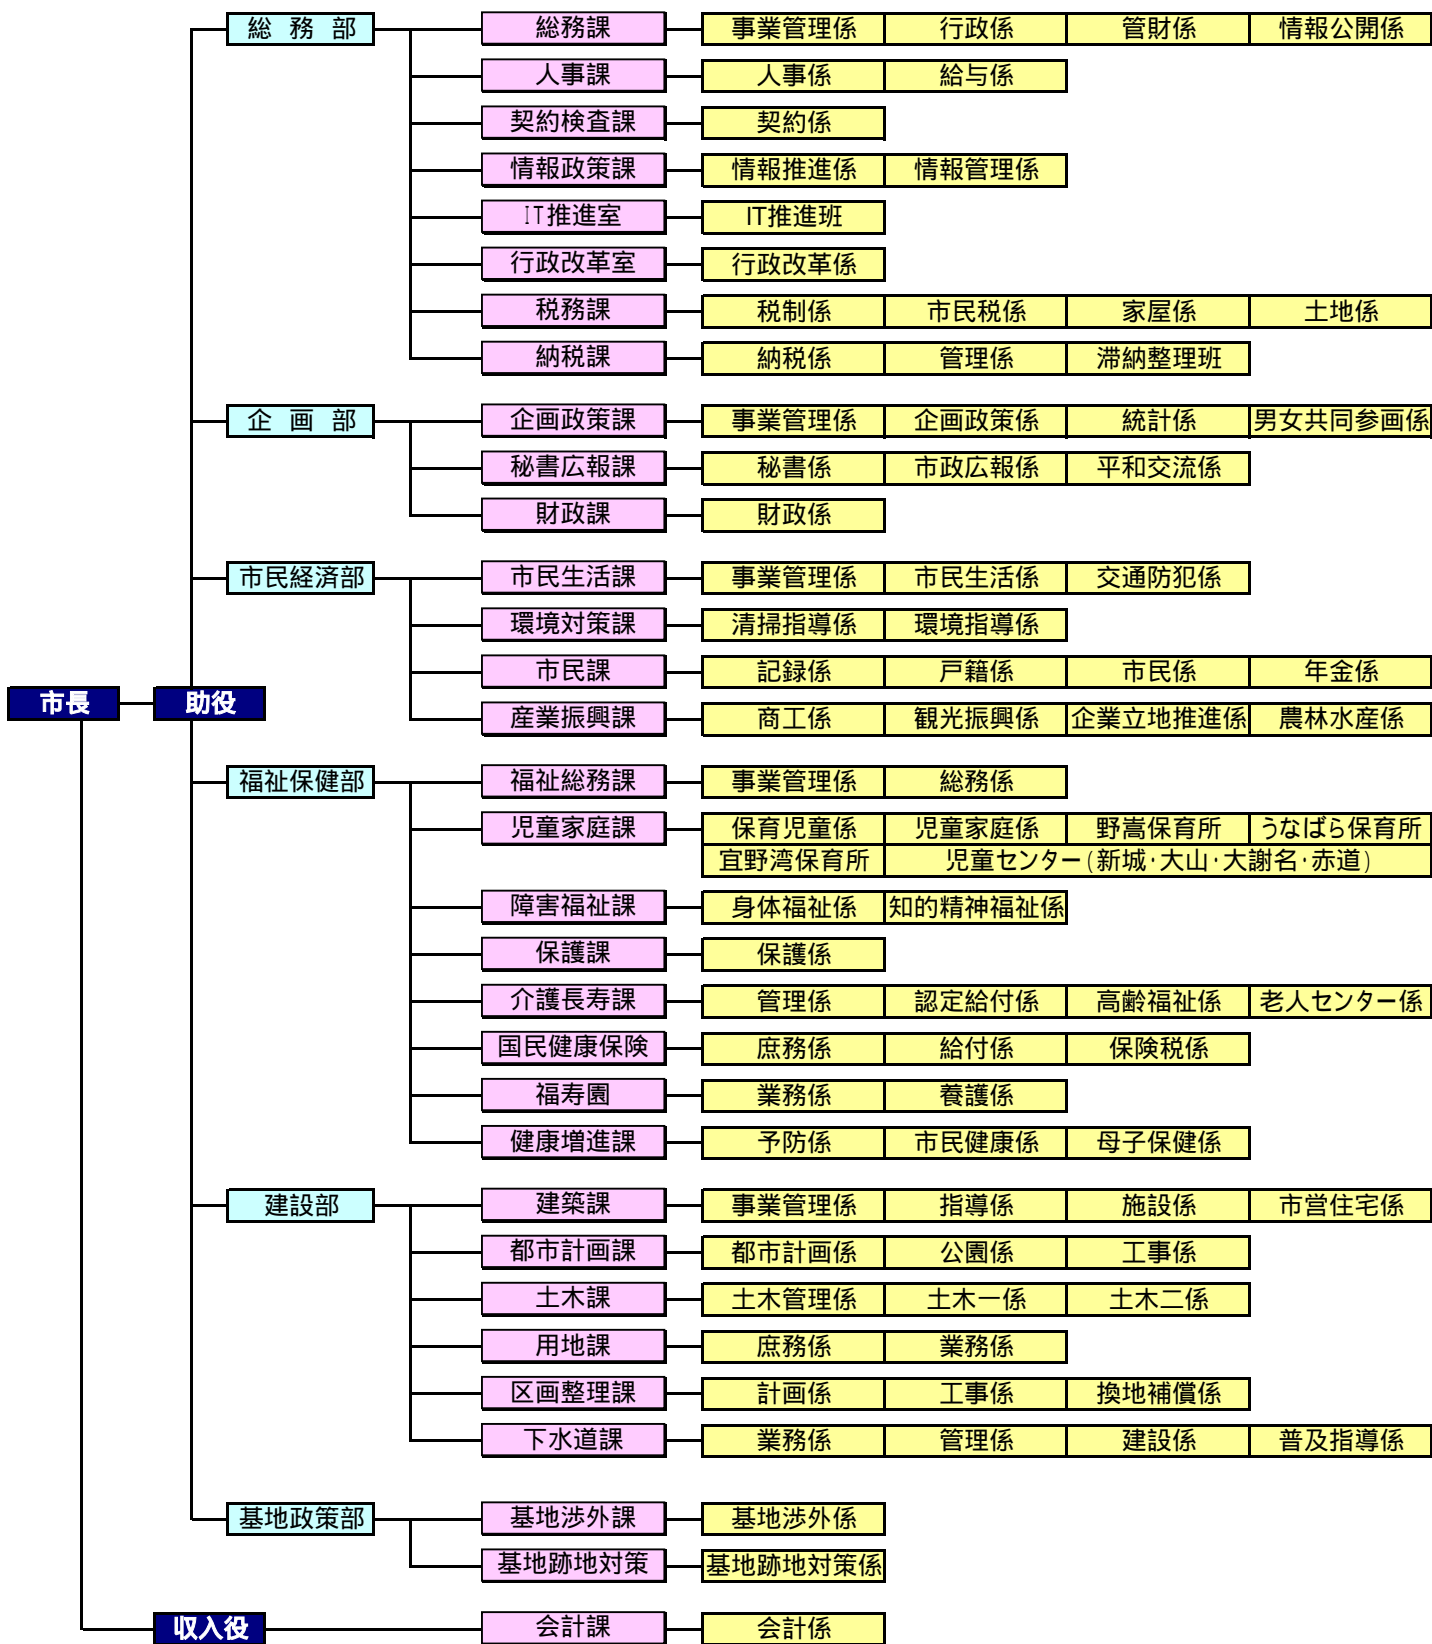 総 務 部 総務課 事業管理係 行政係 管財係 情報公開係
人事課 人事係 給与係
契約検査課 契約係
情報政策課 情報推進係 情報管理係
IT推進室 IT推進班
行政改革室 行政改革係
税務課 税制係 市民税係 家屋係 土地係
納税課 納税係 管理係 滞納整理班
企 画 部 企画政策課 事業管理係 企画政策係 統計係 男女共同参画係
秘書広報課 秘書係 市政広報係 平和交流係
財政課 財政係
市民経済部 市民生活課 事業管理係 市民生活係 交通防犯係
環境対策課 清掃指導係 環境指導係
市民課 記録係 戸籍係 市民係 年金係
市長 助役
産業振興課 商工係 観光振興係 企業立地推進係 農林水産係
福祉保健部 福祉総務課 事業管理係 総務係
児童家庭課 保育児童係 児童家庭係 野嵩保育所 うなばら保育所
宜野湾保育所 児童センター(新城・大山・大謝名・赤道)
障害福祉課 身体福祉係 知的精神福祉係
保護課 保護係
介護長寿課 管理係 認定給付係 高齢福祉係 老人センター係
国民健康保険 庶務係 給付係 保険税係
福寿園 業務係 養護係
健康増進課 予防係 市民健康係 母子保健係
建設部 建築課 事業管理係 指導係 施設係 市営住宅係
都市計画課 都市計画係 公園係 工事係
土木課 土木管理係 土木一係 土木二係
用地課 庶務係 業務係
区画整理課 計画係 工事係 換地補償係
下水道課 業務係 管理係 建設係 普及指導係
基地政策部 基地渉外課 基地渉外係
基地跡地対策 基地跡地対策係
収入役 会計課 会計係